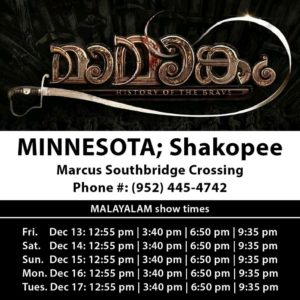 മാമാങ്കം
HISTORY OF THE BRAVE
MINNESOTA; Shakopee
Marcus Southbridge Crossing
Phone #: (952) 445-4742
MALAYALAM show times
Fri. Dec 13: 12:55 pm | 3:40 pm | 6:50 pm | 9:35 pm
Sat. Dec 14: 12:55 pm | 3:40 pm | 6:50 pm | 9:35 pm
Sun. Dec 15: 12:55 pm | 3:40 pm | 6:50 pm | 9:35 pm
Mon. Dec 16: 12:55 pm | 3:40 pm | 6:50 pm | 9:35 pm
Tues. Dec 17: 12:55 pm | 3:40 pm | 6:50 pm | 9:35 pm